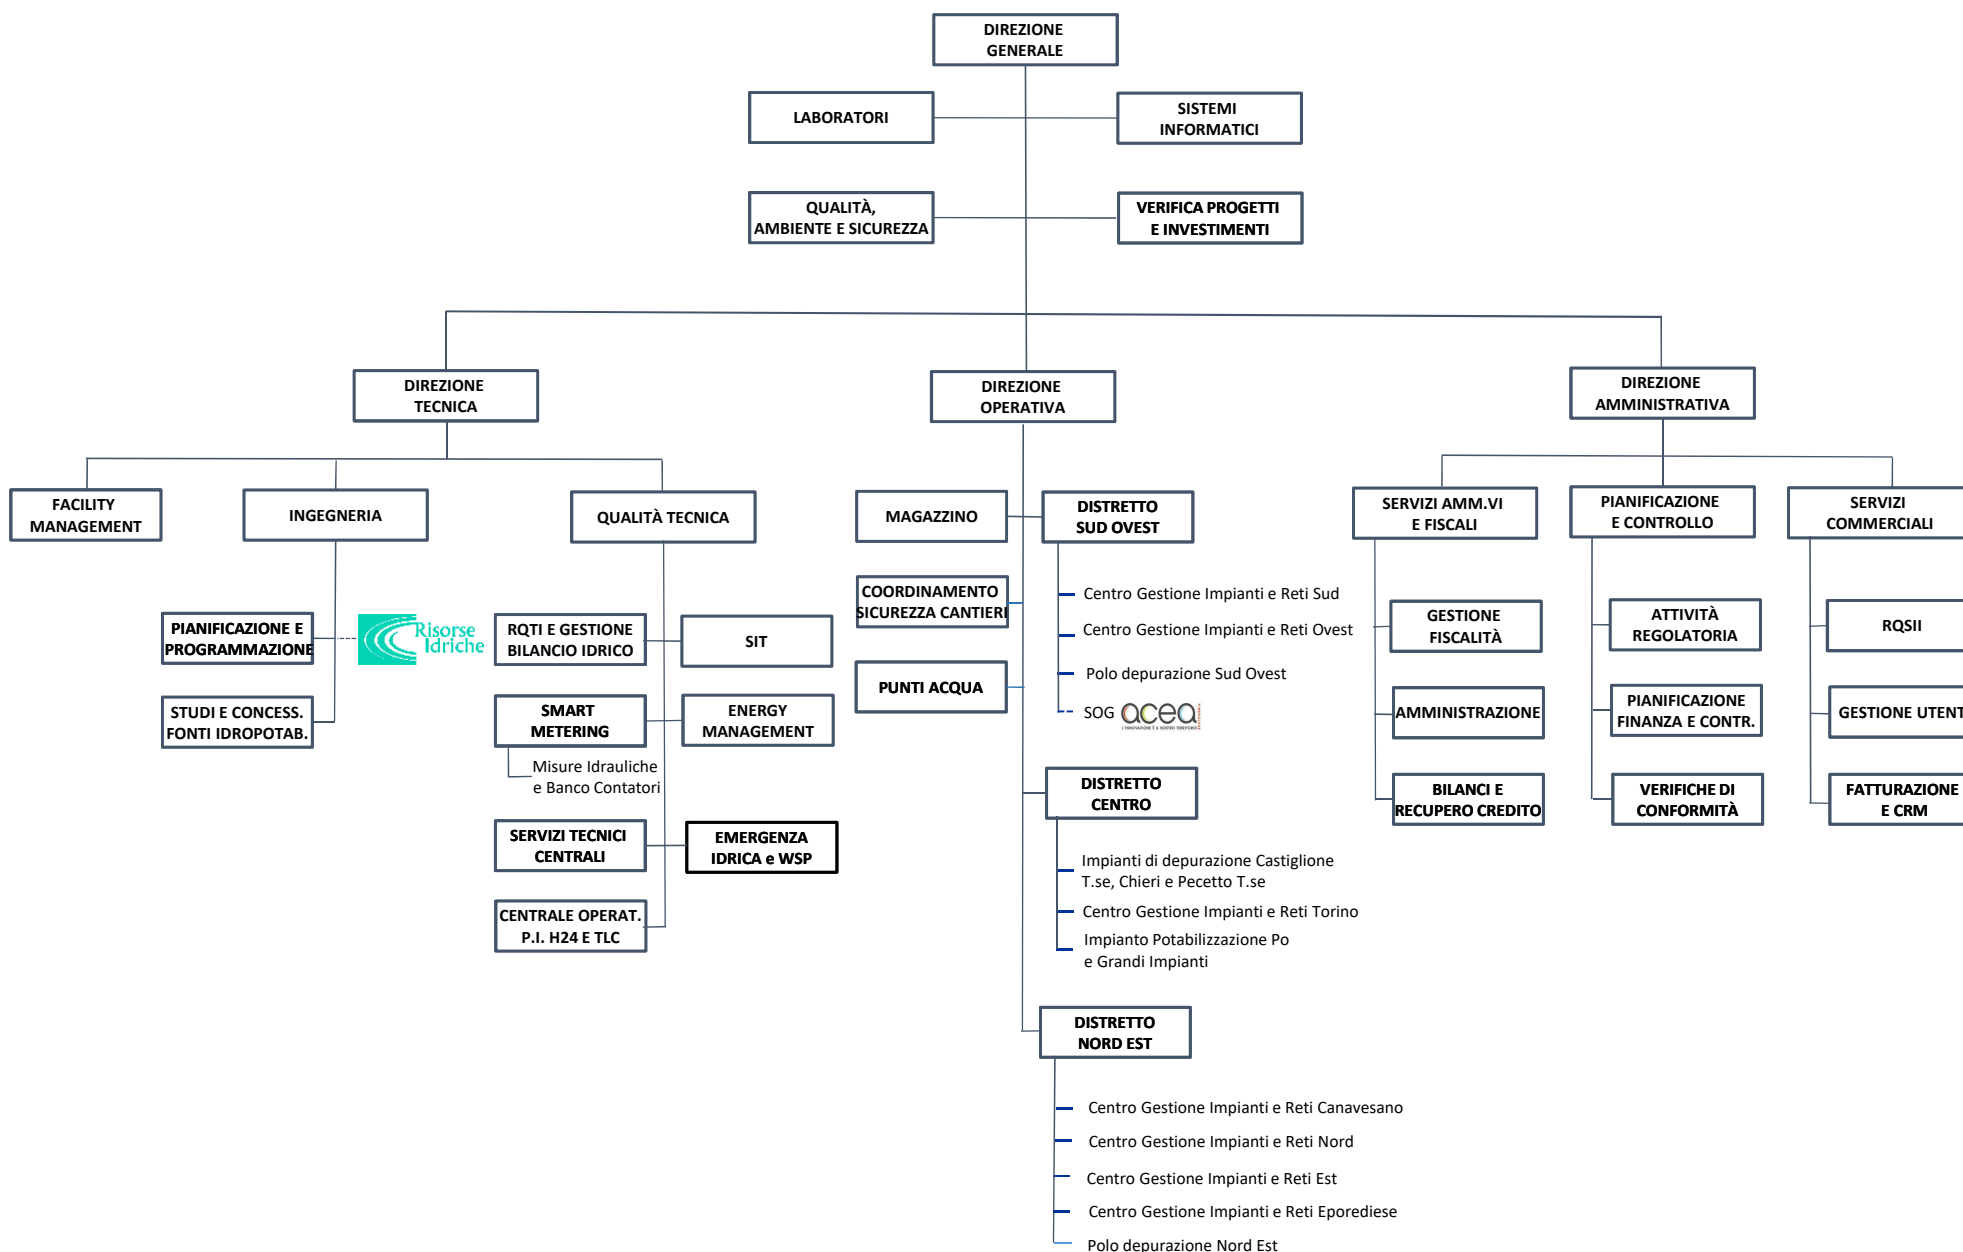 DIREZIONE
GENERALE
LABORATORI
SISTEMI
INFORMATICI
QUALITÀ,
AMBIENTE E SICUREZZA
VERIFICA PROGETTI
E INVESTIMENTI
DIREZIONE
TECNICA
DIREZIONE
OPERATIVA
DIREZIONE
AMMINISTRATIVA
FACILITY
MANAGEMENT
INGEGNERIA
QUALITÀ TECNICA
PIANIFICAZIONE E
PROGRAMMAZIONE
Risorse
Idriche
STUDI E CONCESS.
FONTI IDROPOTAB.
RQTI E GESTIONE
BILANCIO IDRICO
SIT
SMART
METERING
ENERGY
MANAGEMENT
Misure Idrauliche
e Banco Contatori
SERVIZI TECNICI
CENTRALI
EMERGENZA
IDRICA e WSP
CENTRALE OPERAT.
P.I. H24 E TLC
MAGAZZINO
DISTRETTO
SUD OVEST
COORDINAMENTO
SICUREZZA CANTIERI
PUNTI ACQUA
Centro Gestione Impianti e Reti Sud
Centro Gestione Impianti e Reti Ovest
Polo depurazione Sud Ovest
SOG acea
L'INNOVAZIONE È IL NOSTRO TERRITORIO
DISTRETTO
CENTRO
Impianti di depurazione Castiglione
T.se, Chieri e Pecetto T.se
Centro Gestione Impianti e Reti Torino
Impianto Potabilizzazione Po
e Grandi Impianti
DISTRETTO
NORD EST
Centro Gestione Impianti e Reti Canavesano
Centro Gestione Impianti e Reti Nord
Centro Gestione Impianti e Reti Est
Centro Gestione Impianti e Reti Eporediese
Polo depurazione Nord Est
SERVIZI AMM.VI
E FISCALI
PIANIFICAZIONE
E CONTROLLO
SERVIZI
COMMERCIALI
GESTIONE
FISCALITÀ
ATTIVITÀ
REGOLATORIA
RQSII
AMMINISTRAZIONE
PIANIFICAZIONE
FINANZA E CONTR.
GESTIONE UTENT
BILANCI E
RECUPERO CREDITO
VERIFICHE DI
CONFORMITÀ
FATTURAZIONE
E CRM